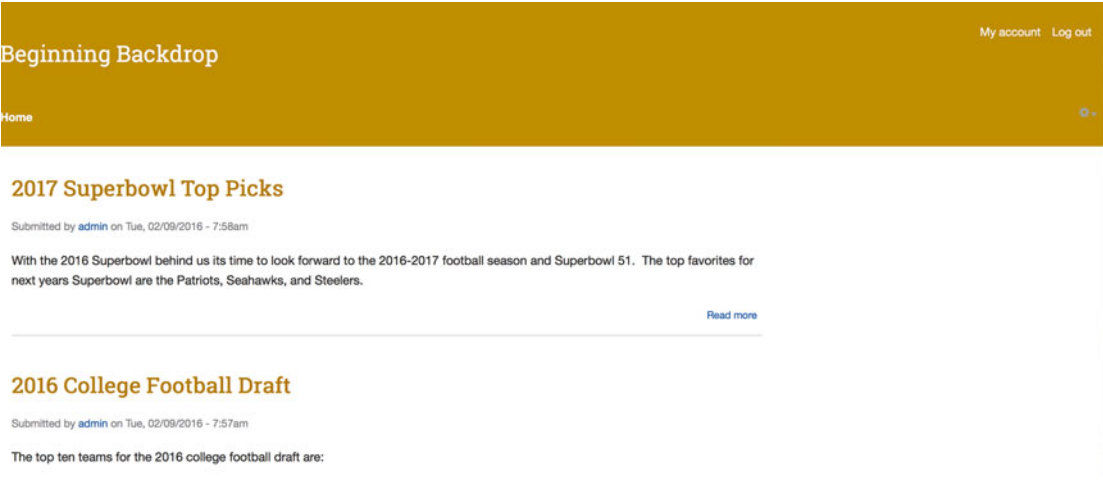 My account Log out
Beginning Backdrop
Home
2017 Superbowl Top Picks
Submitted by admin on Tue, 02/09/2016 - 7:58am
With the 2016 Superbowl behind us its time to look forward to the 2016-2017 football season and Superbowl 51. The top favorites for
next years Superbowl are the Patriots, Seahawks, and Steelers.
Read more
2016 College Football Draft
Submitted by admin on Tue, 02/09/2016 - 7:57am
The top ten teams for the 2016 college football draft are: